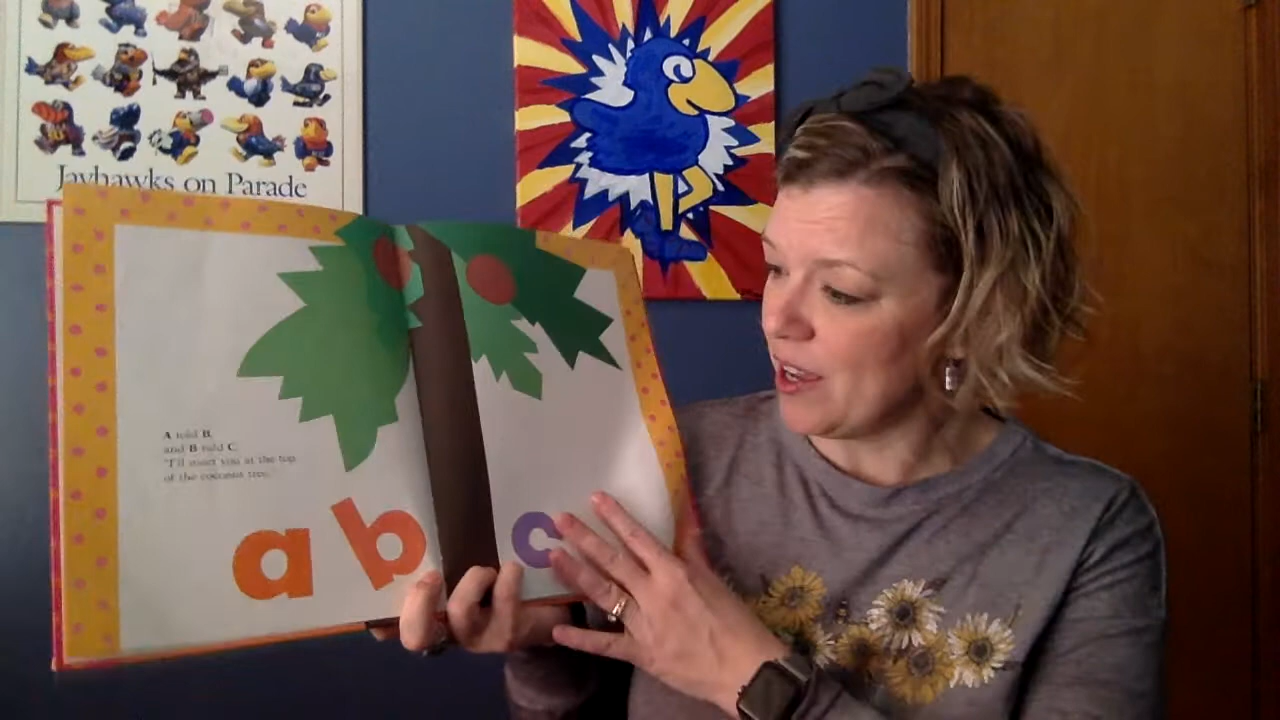 Jayhawks on Parade
A told B,
and B told C,
"I'll meet you at the top
of the coconut tree."
a b c